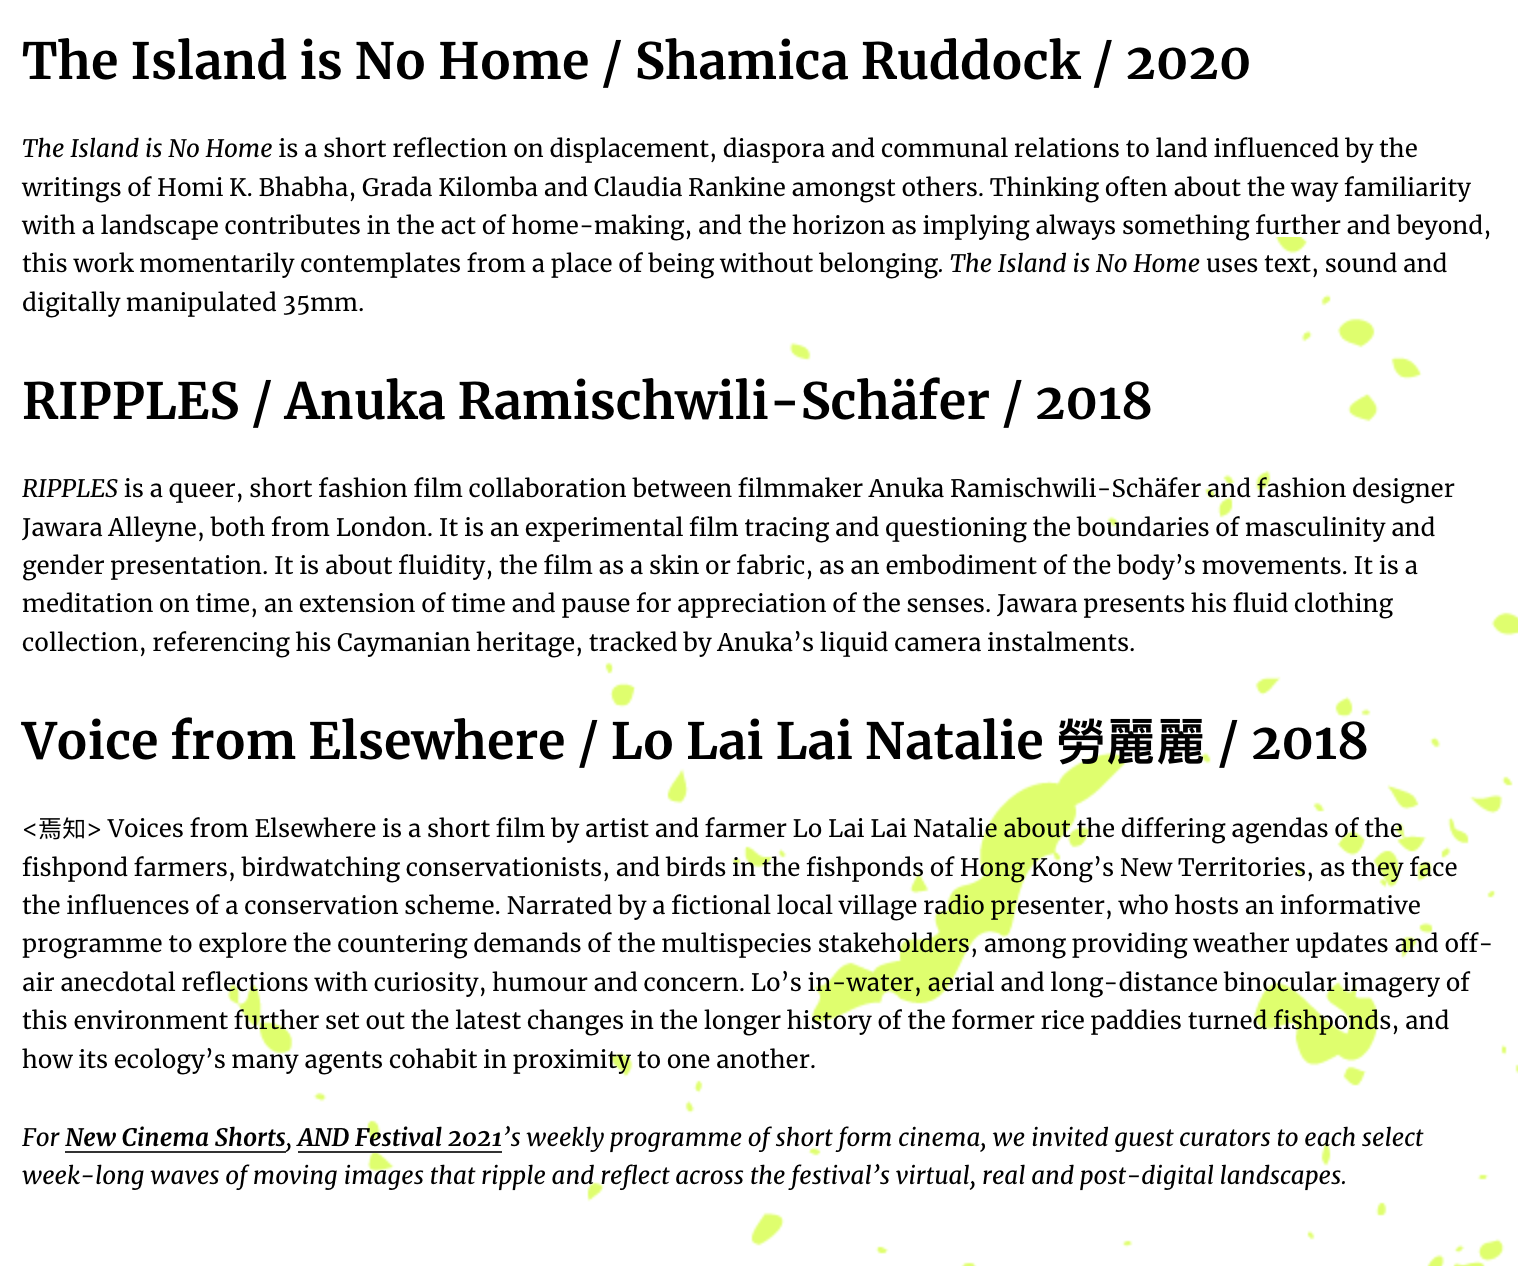 The Island is No Home / Shamica Ruddock / 2020
The Island is No Home is a short reflection on displacement, diaspora and communal relations to land influenced by the
writings of Homi K. Bhabha, Grada Kilomba and Claudia Rankine amongst others. Thinking often about the way familiarity
with a landscape contributes in the act of home-making, and the horizon as implying always something further and beyond,
this work momentarily contemplates from a place of being without belonging. The Island is No Home uses text, sound and
digitally manipulated 35mm.
RIPPLES / Anuka Ramischwili-Schäfer / 2018
RIPPLES is a queer, short fashion film collaboration between filmmaker Anuka Ramischwili-Schäfer and fashion designer
Jawara Alleyne, both from London. It is an experimental film tracing and questioning the boundaries of masculinity and
gender presentation. It is about fluidity, the film as a skin or fabric, as an embodiment of the body’s movements. It is a
meditation on time, an extension of time and pause for appreciation of the senses. Jawara presents his fluid clothing
collection, referencing his Caymanian heritage, tracked by Anuka’s liquid camera instalments.
Voice from Elsewhere / Lo Lai Lai Natalie 勞麗麗 / 2018
<焉知> Voices from Elsewhere is a short film by artist and farmer Lo Lai Lai Natalie about the differing agendas of the
fishpond farmers, birdwatching conservationists, and birds in the fishponds of Hong Kong’s New Territories, as they face
the influences of a conservation scheme. Narrated by a fictional local village radio presenter, who hosts an informative
programme to explore the countering demands of the multispecies stakeholders, among providing weather updates and off-
air anecdotal reflections with curiosity, humour and concern. Lo’s in-water, aerial and long-distance binocular imagery of
this environment further set out the latest changes in the longer history of the former rice paddies turned fishponds, and
how its ecology’s many agents cohabit in proximity to one another.
For New Cinema Shorts, AND Festival 2021’s weekly programme of short form cinema, we invited guest curators to each select
week-long waves of moving images that ripple and reflect across the festival’s virtual, real and post-digital landscapes.